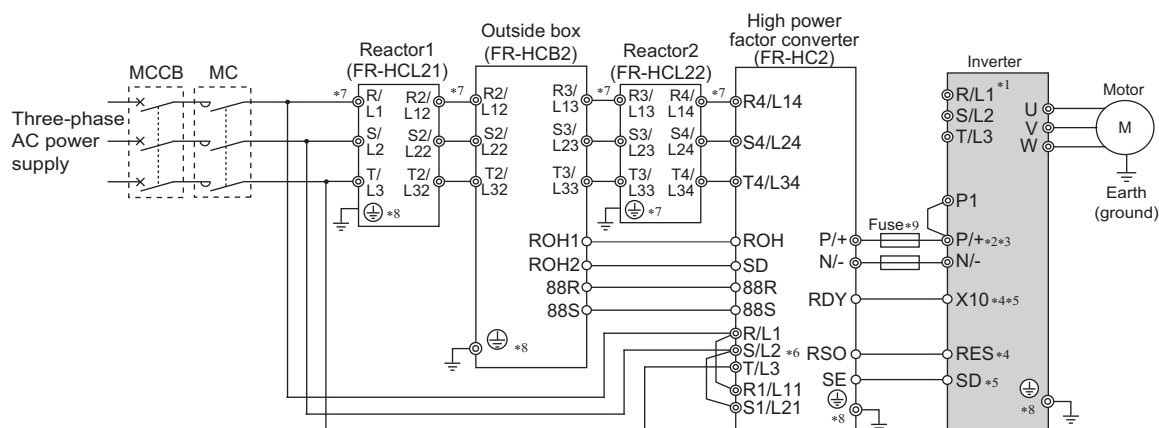 High power
factor converter
(FR-HC2)
Outside box
(FR-HCB2)
Reactor1
(FR-HCL21)
Reactor2
(FR-HCL22)
Inverter
MCCB
MC
Motor
Three-phase
AC power
supply
*7
R/
L1
R2/
L12
*7
R2/
L12
R3/
L13
*7
R3/
L13
R4/
L14
*7
R4/L14
R/L1 *1
S/
L2
S2/
L22
S2/
L22
S3/
L23
S3/
L23
S4/
L24
S4/L24
S/L2
T/
L3
T2/
L32
T2/
L32
T3/
L33
T3/
L33
T4/
L34
T4/L34
T/L3
U
V
W
M
Earth
(ground)
*8
*7
P1
Fuse*9
P/+
P/+*2*3
N/-
N/-
ROH1
ROH
ROH2
SD
88R
88R
88S
88S
RDY
X10*4*5
*8
R/L1
S/L2 *6
T/L3
R1/L11
S1/L21
RSO
RES*4
SE
SD *5
*8
*8